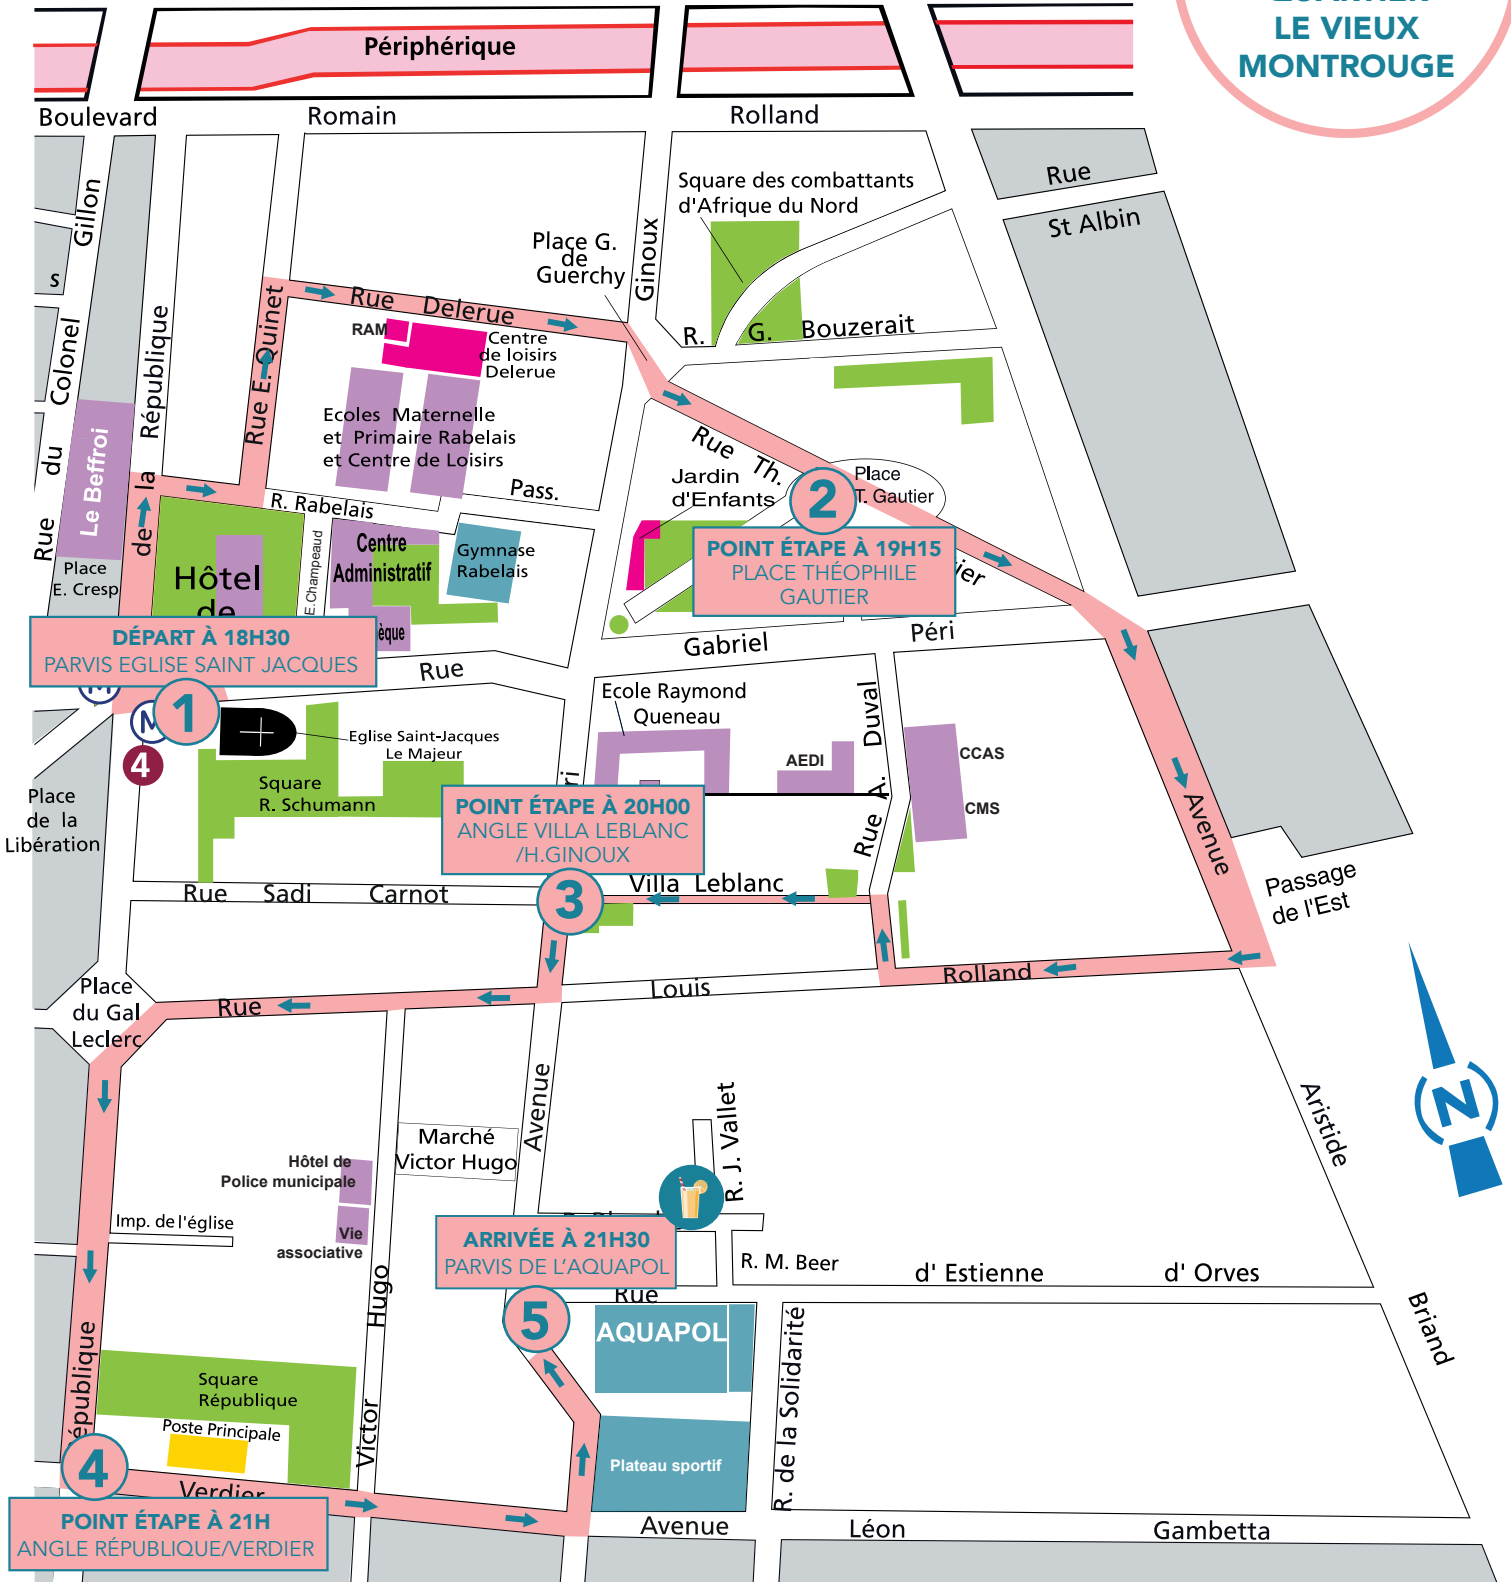 LE VIEUX
MONTROUGE
Périphérique
Boulevard
Romain
Rolland
Rue
St Albin
Gillon
Colonel
du
Rue
s
République
la
de
Square des combattants
d'Afrique du Nord
Ginoux
Place G.
de
Guerchy
Rue Delerue
Rue E. Quinet
RAM
Centre
de loisirs
Delerue
R. G. Bouzerait
Ecoles Maternelle
et Primaire Rabelais
et Centre de Loisirs
Le Beffroi
Rue Th.
Place
T. Gautier
Jardin
d'Enfants
Pass.
R. Rabelais
2
POINT ÉTAPE À 19H15
PLACE THÉOPHILE
GAUTIER
ier
Centre
Administratif
Gymnase
Rabelais
E. Champeaud
Place
E. Cresp
Hôtel
de
èque
DÉPART À 18H30
PARVIS EGLISE SAINT JACQUES
Rue
Gabriel
Péri
M
M
1
4
Ecole Raymond
Queneau
Eglise Saint-Jacques
Le Majeur
Square
R. Schumann
AEDI
Rue A. Duval
CCAS
CMS
Avenue
Place
de la
Libération
ri
POINT ÉTAPE À 20H00
ANGLE VILLA LEBLANC
/H.GINOUX
3
Rue Sadi Carnot
Villa Leblanc
Passage
de l'Est
Place
du Gal
Leclerc
Rue
Louis
Rolland
Avenue
Aristide
Briand
N
Marché
Victor Hugo
R. J. Vallet
Hôtel de
Police municipale
Imp. de l'église
Vie
associative
ARRIVÉE À 21H30
PARVIS DE L'AQUAPOL
R. M. Beer
Rue
d' Estienne
d' Orves
5
AQUAPOL
Hugo
Victor
épublique
Square
République
Poste Principale
Plateau sportif
R. de la Solidarité
4
Verdier
POINT ÉTAPE À 21H
ANGLE RÉPUBLIQUE/VERDIER
Avenue
Léon
Gambetta